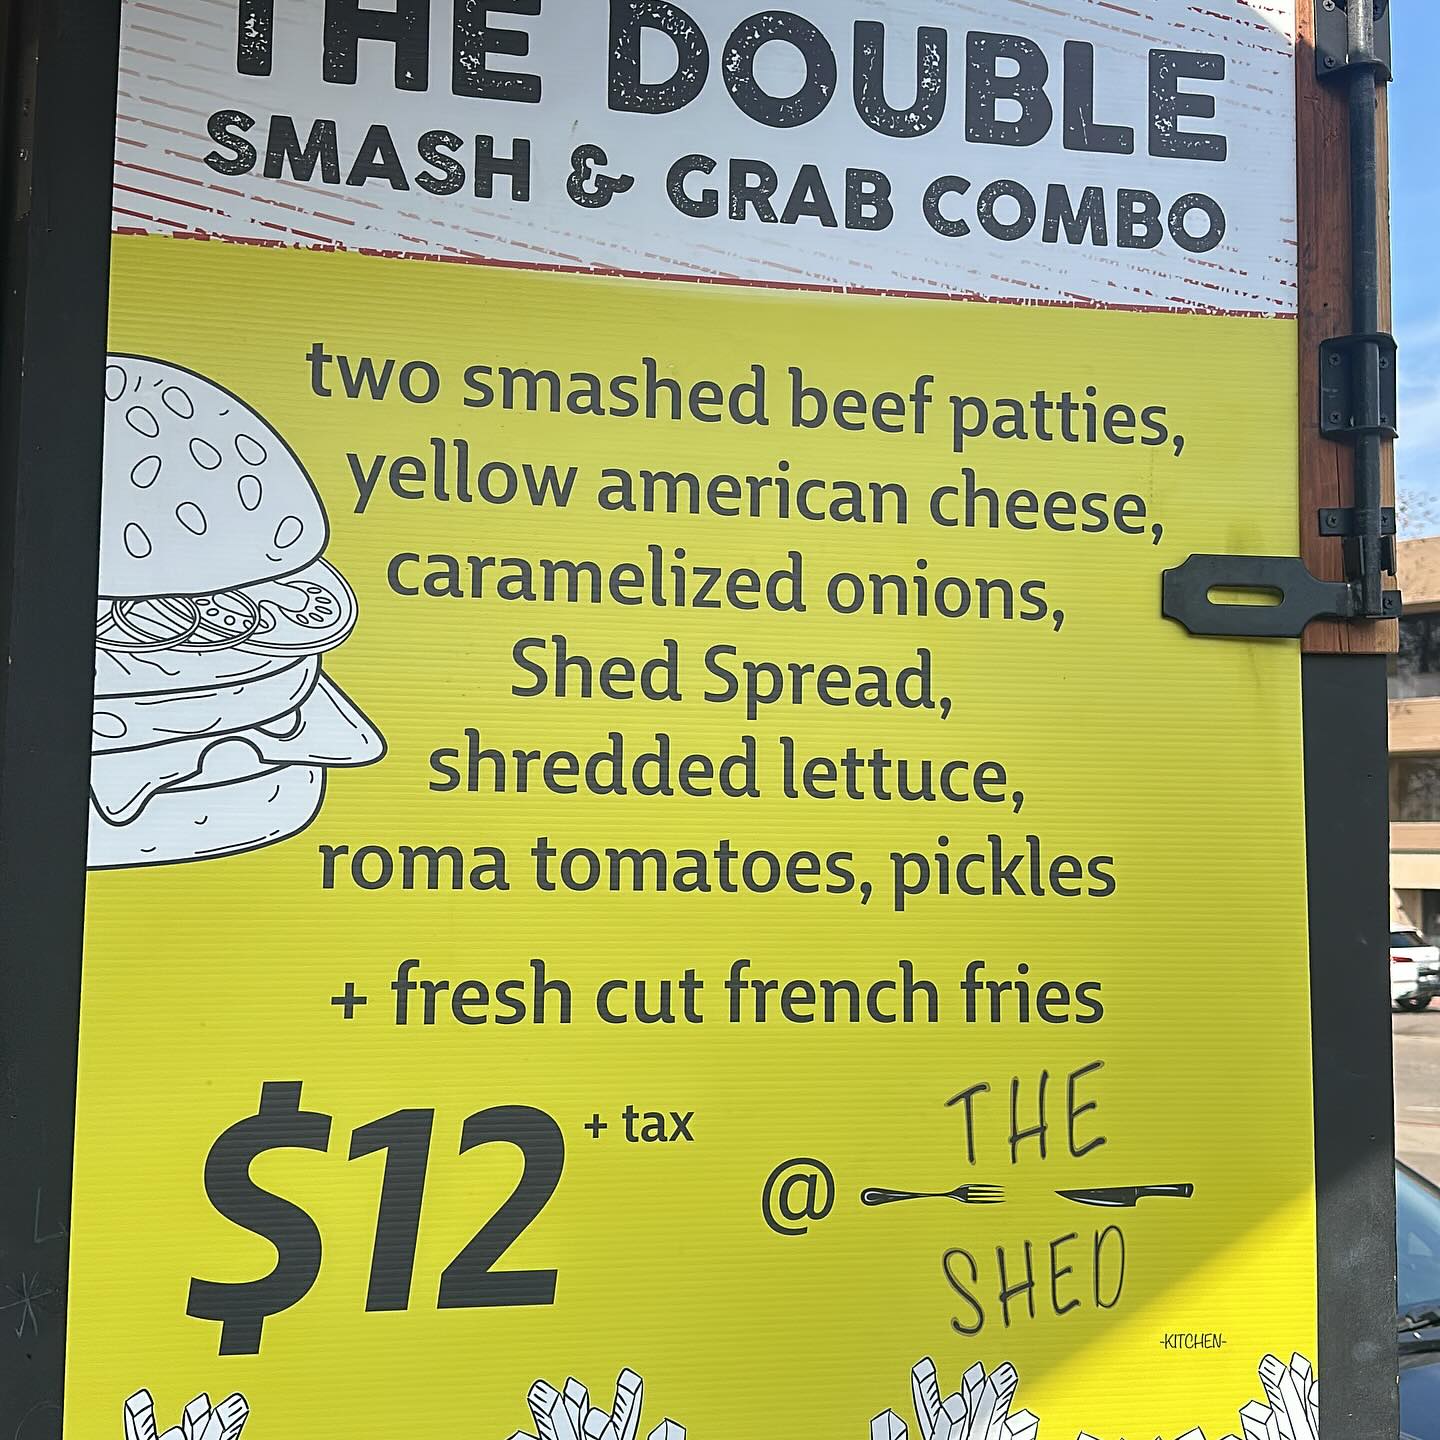 THE DOUBLE
SMASH & GRAB COMBO
two smashed beef patties,
yellow american cheese,
caramelized onions,
Shed Spread,
shredded lettuce,
roma tomatoes, pickles
+ fresh cut french fries
$12 + tax
@
THE
SHED
-KITCHEN-